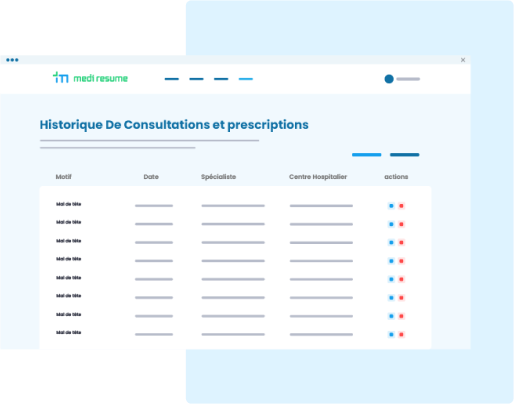 medi resume
Historique De Consultations et prescriptions
Motif Date Spécialiste Centre Hospitalier actions
Mal de tête
Mal de tête
Mal de tête
Mal de tête
Mal de tête
Mal de tête
Mal de tête
Mal de tête